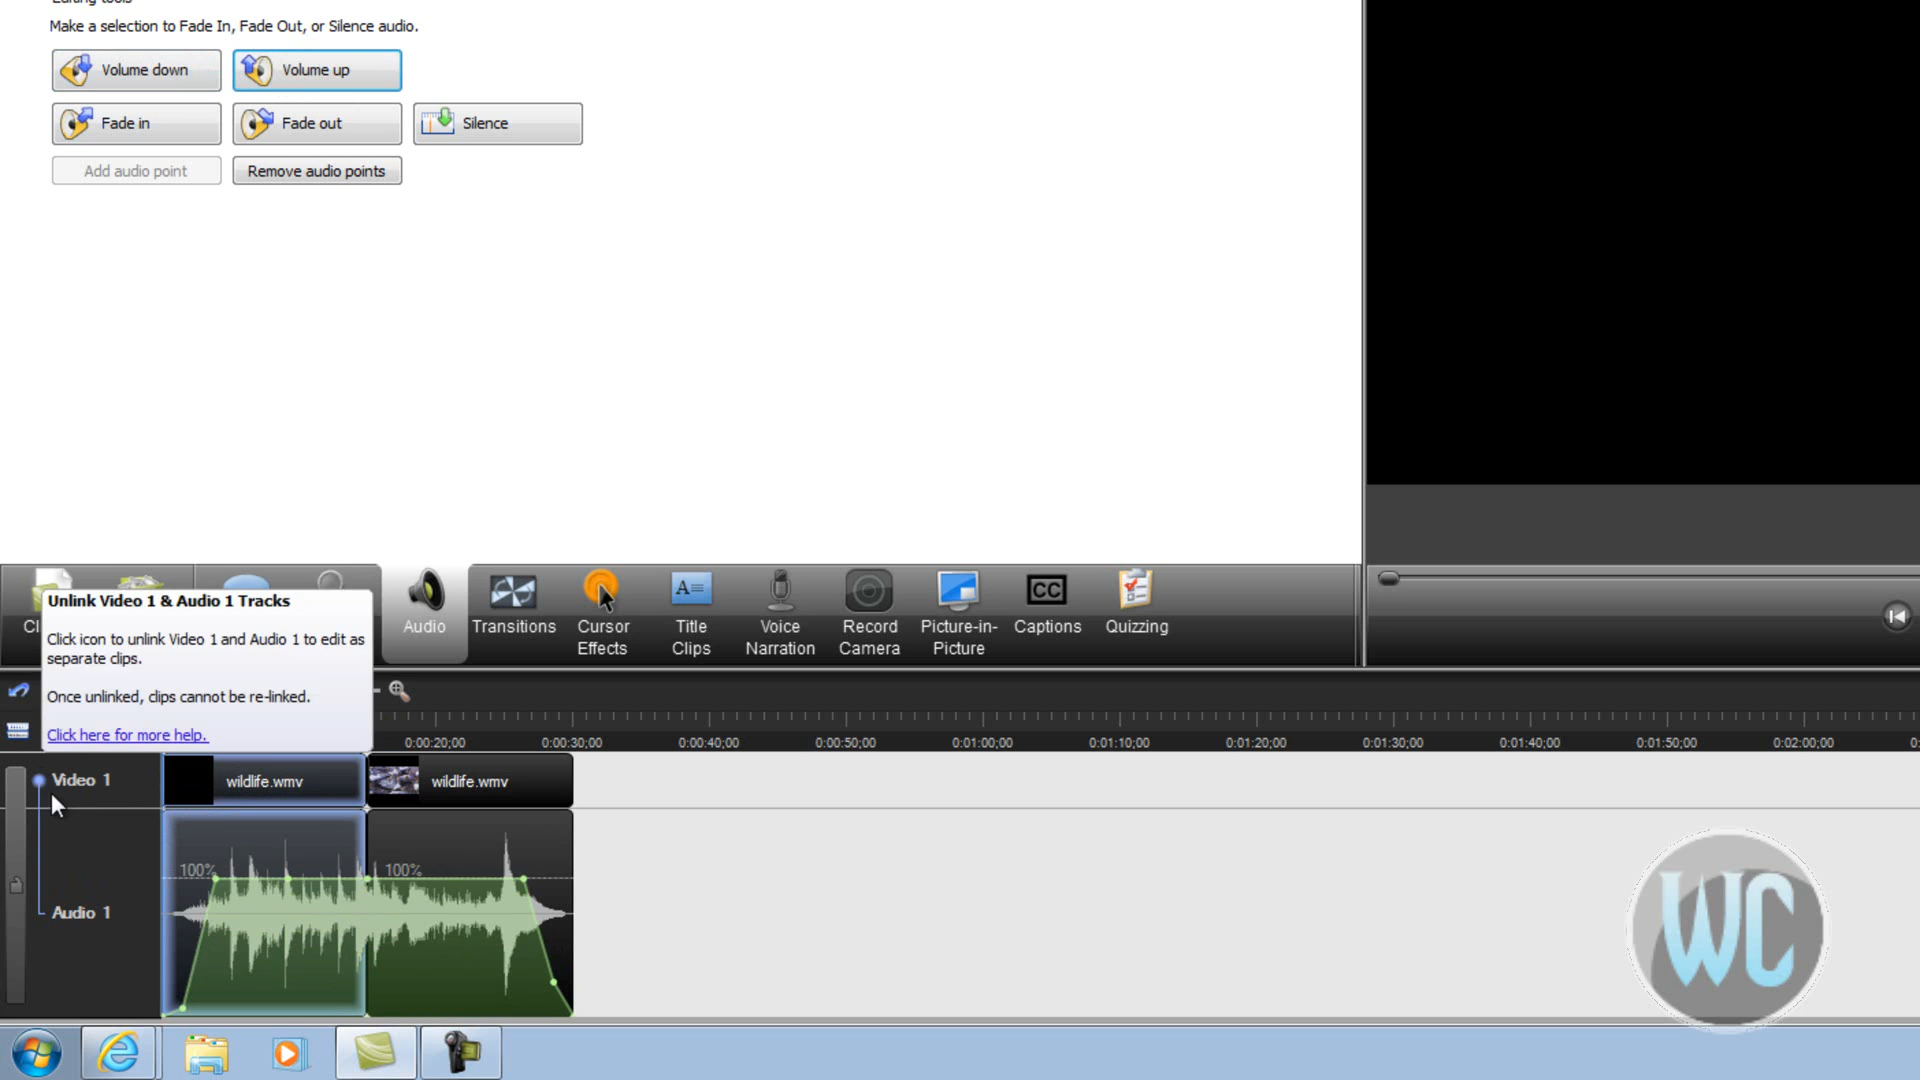 Editing tools
Make a selection to Fade In, Fade Out, or Silence audio.
Volume down
Volume up
Fade in
Fade out
Silence
Add audio point
Remove audio points
Cl
Audio
Transitions
Cursor
Effects
Title
Clips
Voice
Narration
Record
Camera
Picture-in-
Picture
Captions
Quizzing
A=
CC
Unlink Video 1 & Audio 1 Tracks
Click icon to unlink Video 1 and Audio 1 to edit as
separate clips.
Once unlinked, clips cannot be re-linked.
Click here for more help.
0:00:20;00 0:00:30;00 0:00:40;00 0:00:50;00 0:01:00;00 0:01:10;00 0:01:20;00 0:01:30;00 0:01:40;00 0:01:50;00 0:02:00;00 0:
Video 1
wildlife.wmv
wildlife.wmv
100%
100%
Audio 1
WC